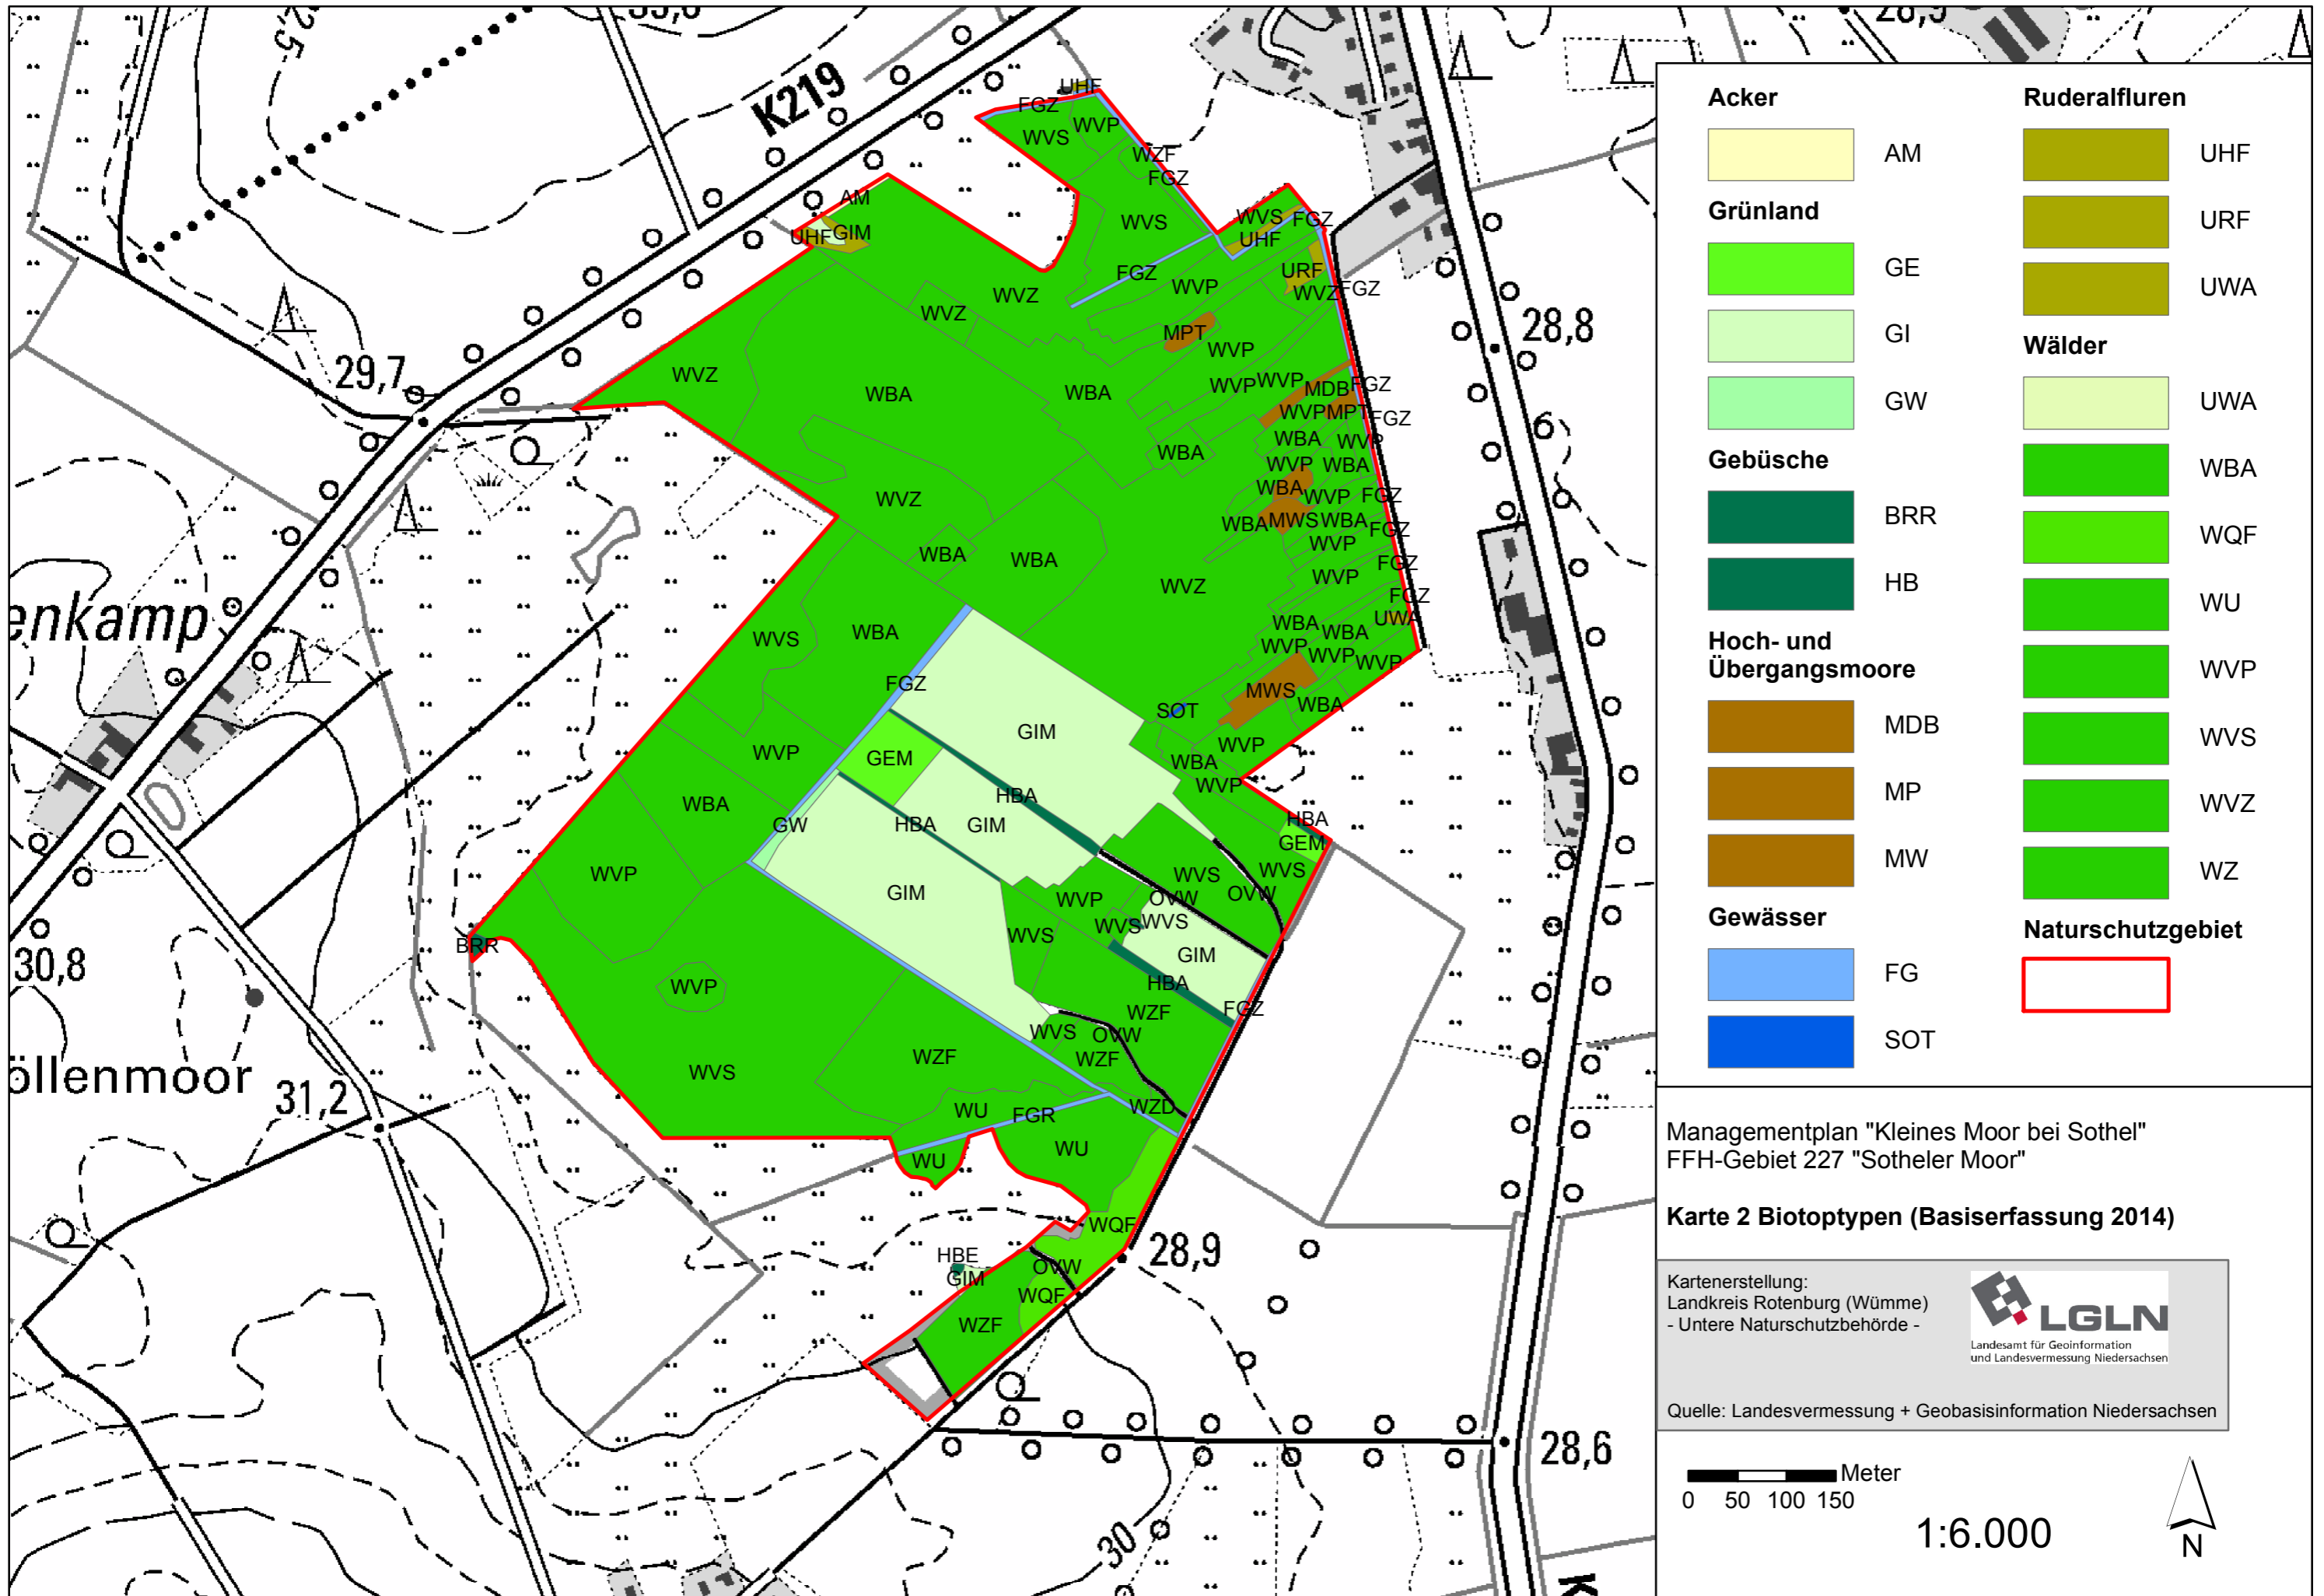 33,6
28,9
32,5
K219
UHF
FGZ
WVP
WVS
WZF
FGZ
AM
UHF
GIM
WVS
WVS
FGZ
UHF
FGZ
URF
WVZ
WVP
WVZ
FGZ
WVZ
MPT
28,8
WVP
29,7
WVZ
WBA
WBA
WVP
WVP
MDB
FGZ
WVP
MPT
FGZ
WBA
WVP
WBA
WVP
WBA
WVZ
WBA
WVP
FGZ
WBA
MWS
WBA
FGZ
WVP
WBA
WBA
FGZ
WVP
WVZ
FGZ
enkamp
WBA
WVS
UWA
WBA
WBA
WVP
WVP
WVP
FGZ
MWS
WBA
SOT
GIM
WVP
WVP
GEM
WBA
WVP
HBA
WBA
GW
HBA
GIM
HBA
GEM
WVP
WVS
WVS
GIM
WVP
OVW
OVW
WVS
WVS
WVS
BRR
GIM
30,8
WVP
HBA
FGZ
WZF
WVS
OVW
WZF
WZF
öllenmoor
WVS
31,2
WU
FGR
WZD
WU
WU
WQF
28,9
HBE
GIM
OVW
WQF
WZF
28,6
30
K
Acker
AM
Grünland
GE
GI
GW
Gebüsche
BRR
HB
Hoch- und
Übergangsmoore
MDB
MP
MW
Gewässer
FG
SOT
Ruderalfluren
UHF
URF
UWA
Wälder
UWA
WBA
WQF
WU
WVP
WVS
WVZ
WZ
Naturschutzgebiet
Managementplan "Kleines Moor bei Sothel"
FFH-Gebiet 227 "Sotheler Moor"
Karte 2 Biotoptypen (Basiserfassung 2014)
Kartenerstellung:
Landkreis Rotenburg (Wümme)
- Untere Naturschutzbehörde -
LGLN
Landesamt für Geoinformation
und Landesvermessung Niedersachsen
Quelle: Landesvermessung + Geobasisinformation Niedersachsen
Meter
0 50 100 150
1:6.000
N